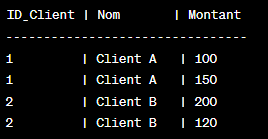 ID_Client | Nom       | Montant
--------------------------------
1         | Client A  | 100
1         | Client A  | 150
2         | Client B  | 200
2         | Client B  | 120